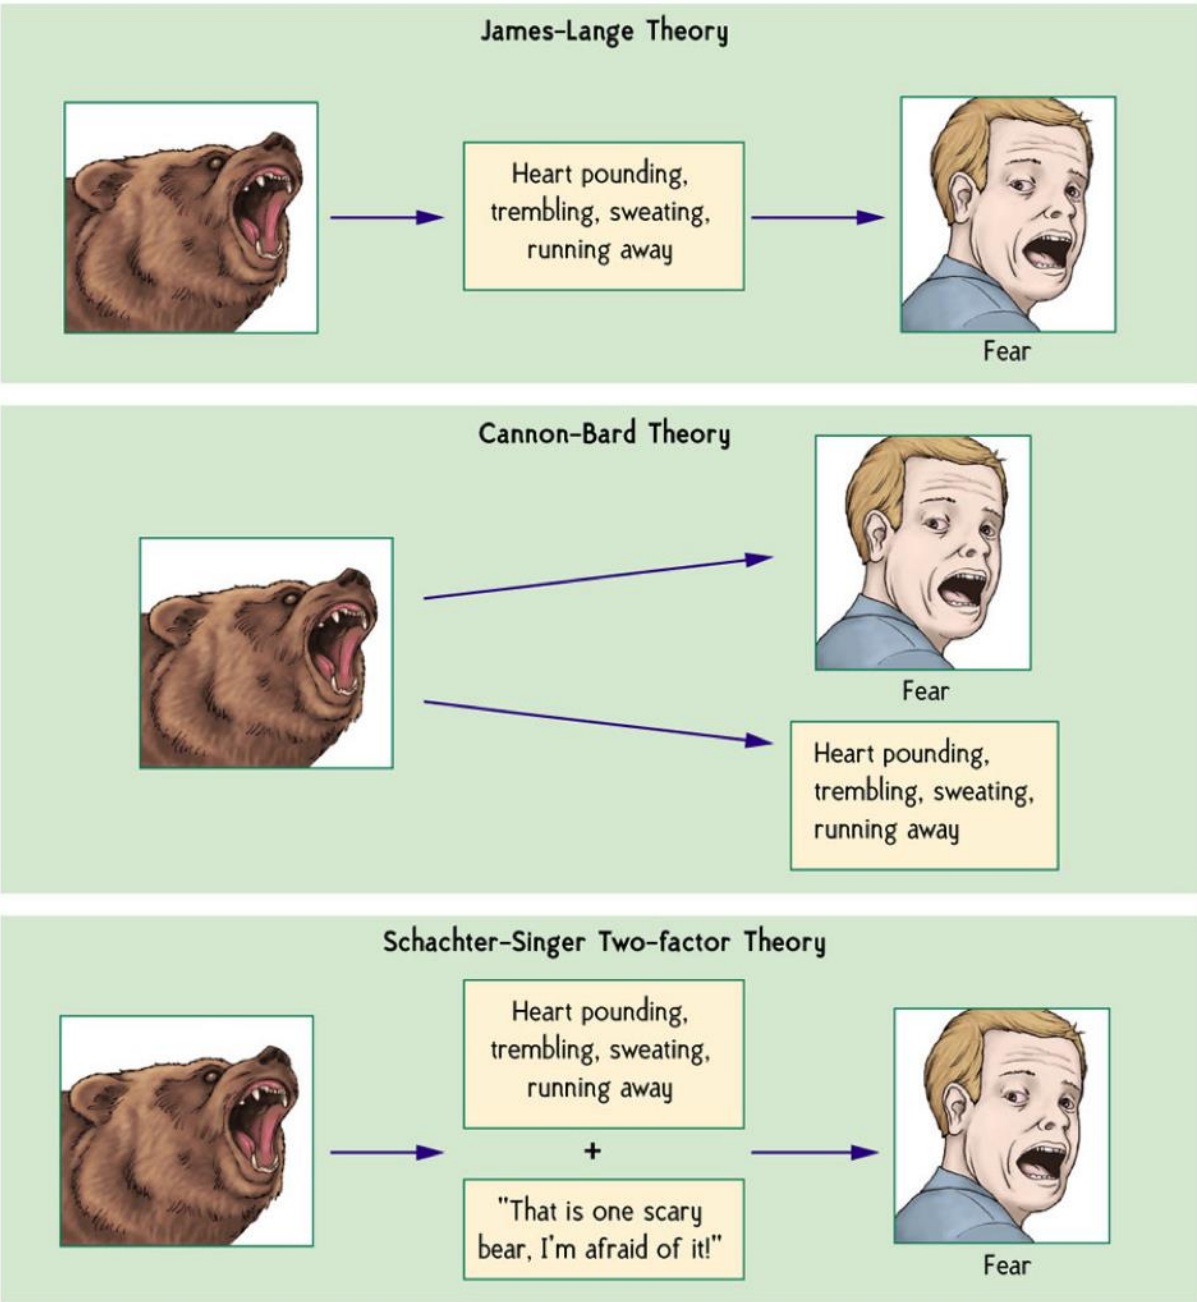 James-Lange Theory
Heart pounding,
trembling, sweating,
running away
Fear
Cannon-Bard Theory
Fear
Heart pounding,
trembling, sweating,
running away
Schachter-Singer Two-factor Theory
Heart pounding,
trembling, sweating,
running away
+
"That is one scary
bear, I'm afraid of it!"
Fear